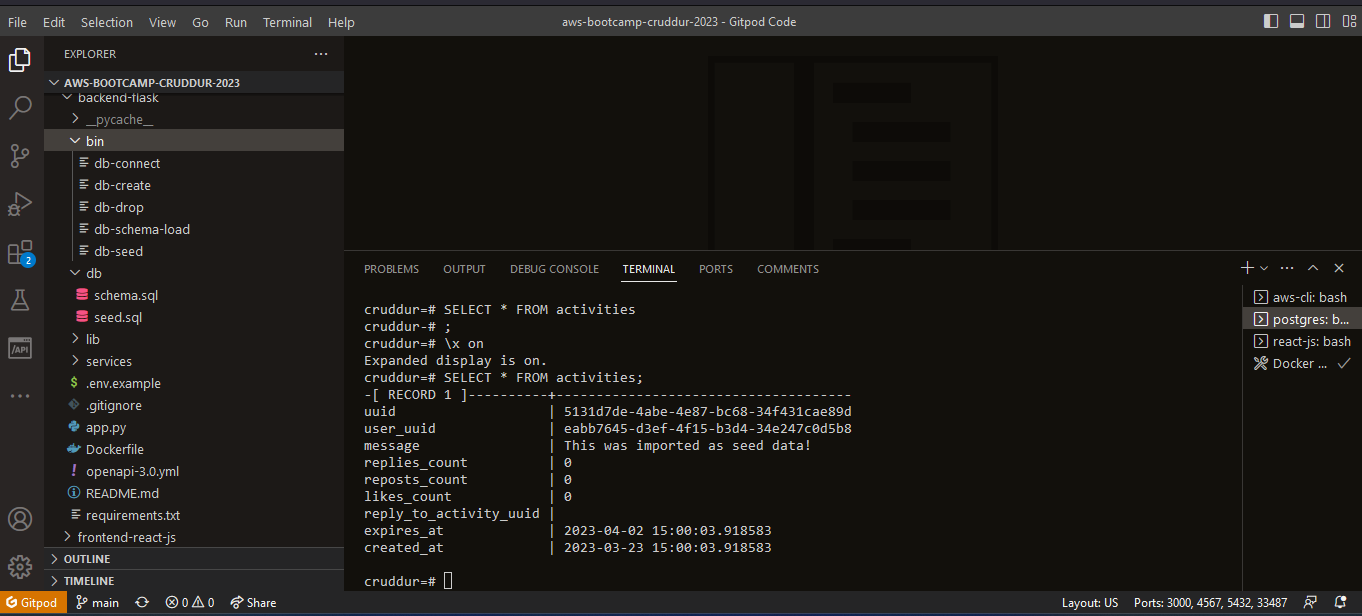 File Edit Selection View Go Run Terminal Help
aws-bootcamp-cruddur-2023 - Gitpod Code
EXPLORER
AWS-BOOTCAMP-CRUDDUR-2023
backend-flask
__pycache__
bin
db-connect
db-create
db-drop
db-schema-load
db-seed
db
schema.sql
seed.sql
lib
services
$ .env.example
.gitignore
app.py
Dockerfile
! openapi-3.0.yml
README.md
requirements.txt
frontend-react-js
OUTLINE
TIMELINE
2
/API
PROBLEMS OUTPUT DEBUG CONSOLE TERMINAL PORTS COMMENTS
cruddur=# SELECT * FROM activities
cruddur-# ;
cruddur=# \x on
Expanded display is on.
cruddur=# SELECT * FROM activities;
-[ RECORD 1 ]----------+------------------------------------
uuid | 5131d7de-4abe-4e87-bc68-34f431cae89d
user_uuid | eabb7645-d3ef-4f15-b3d4-34e247c0d5b8
message | This was imported as seed data!
replies_count | 0
reposts_count | 0
likes_count | 0
reply_to_activity_uuid |
expires_at | 2023-04-02 15:00:03.918583
created_at | 2023-03-23 15:00:03.918583
cruddur=#
aws-cli: bash
postgres: b...
react-js: bash
Docker ...
Gitpod main 0 0 Share
Layout: US Ports: 3000, 4567, 5432, 33487